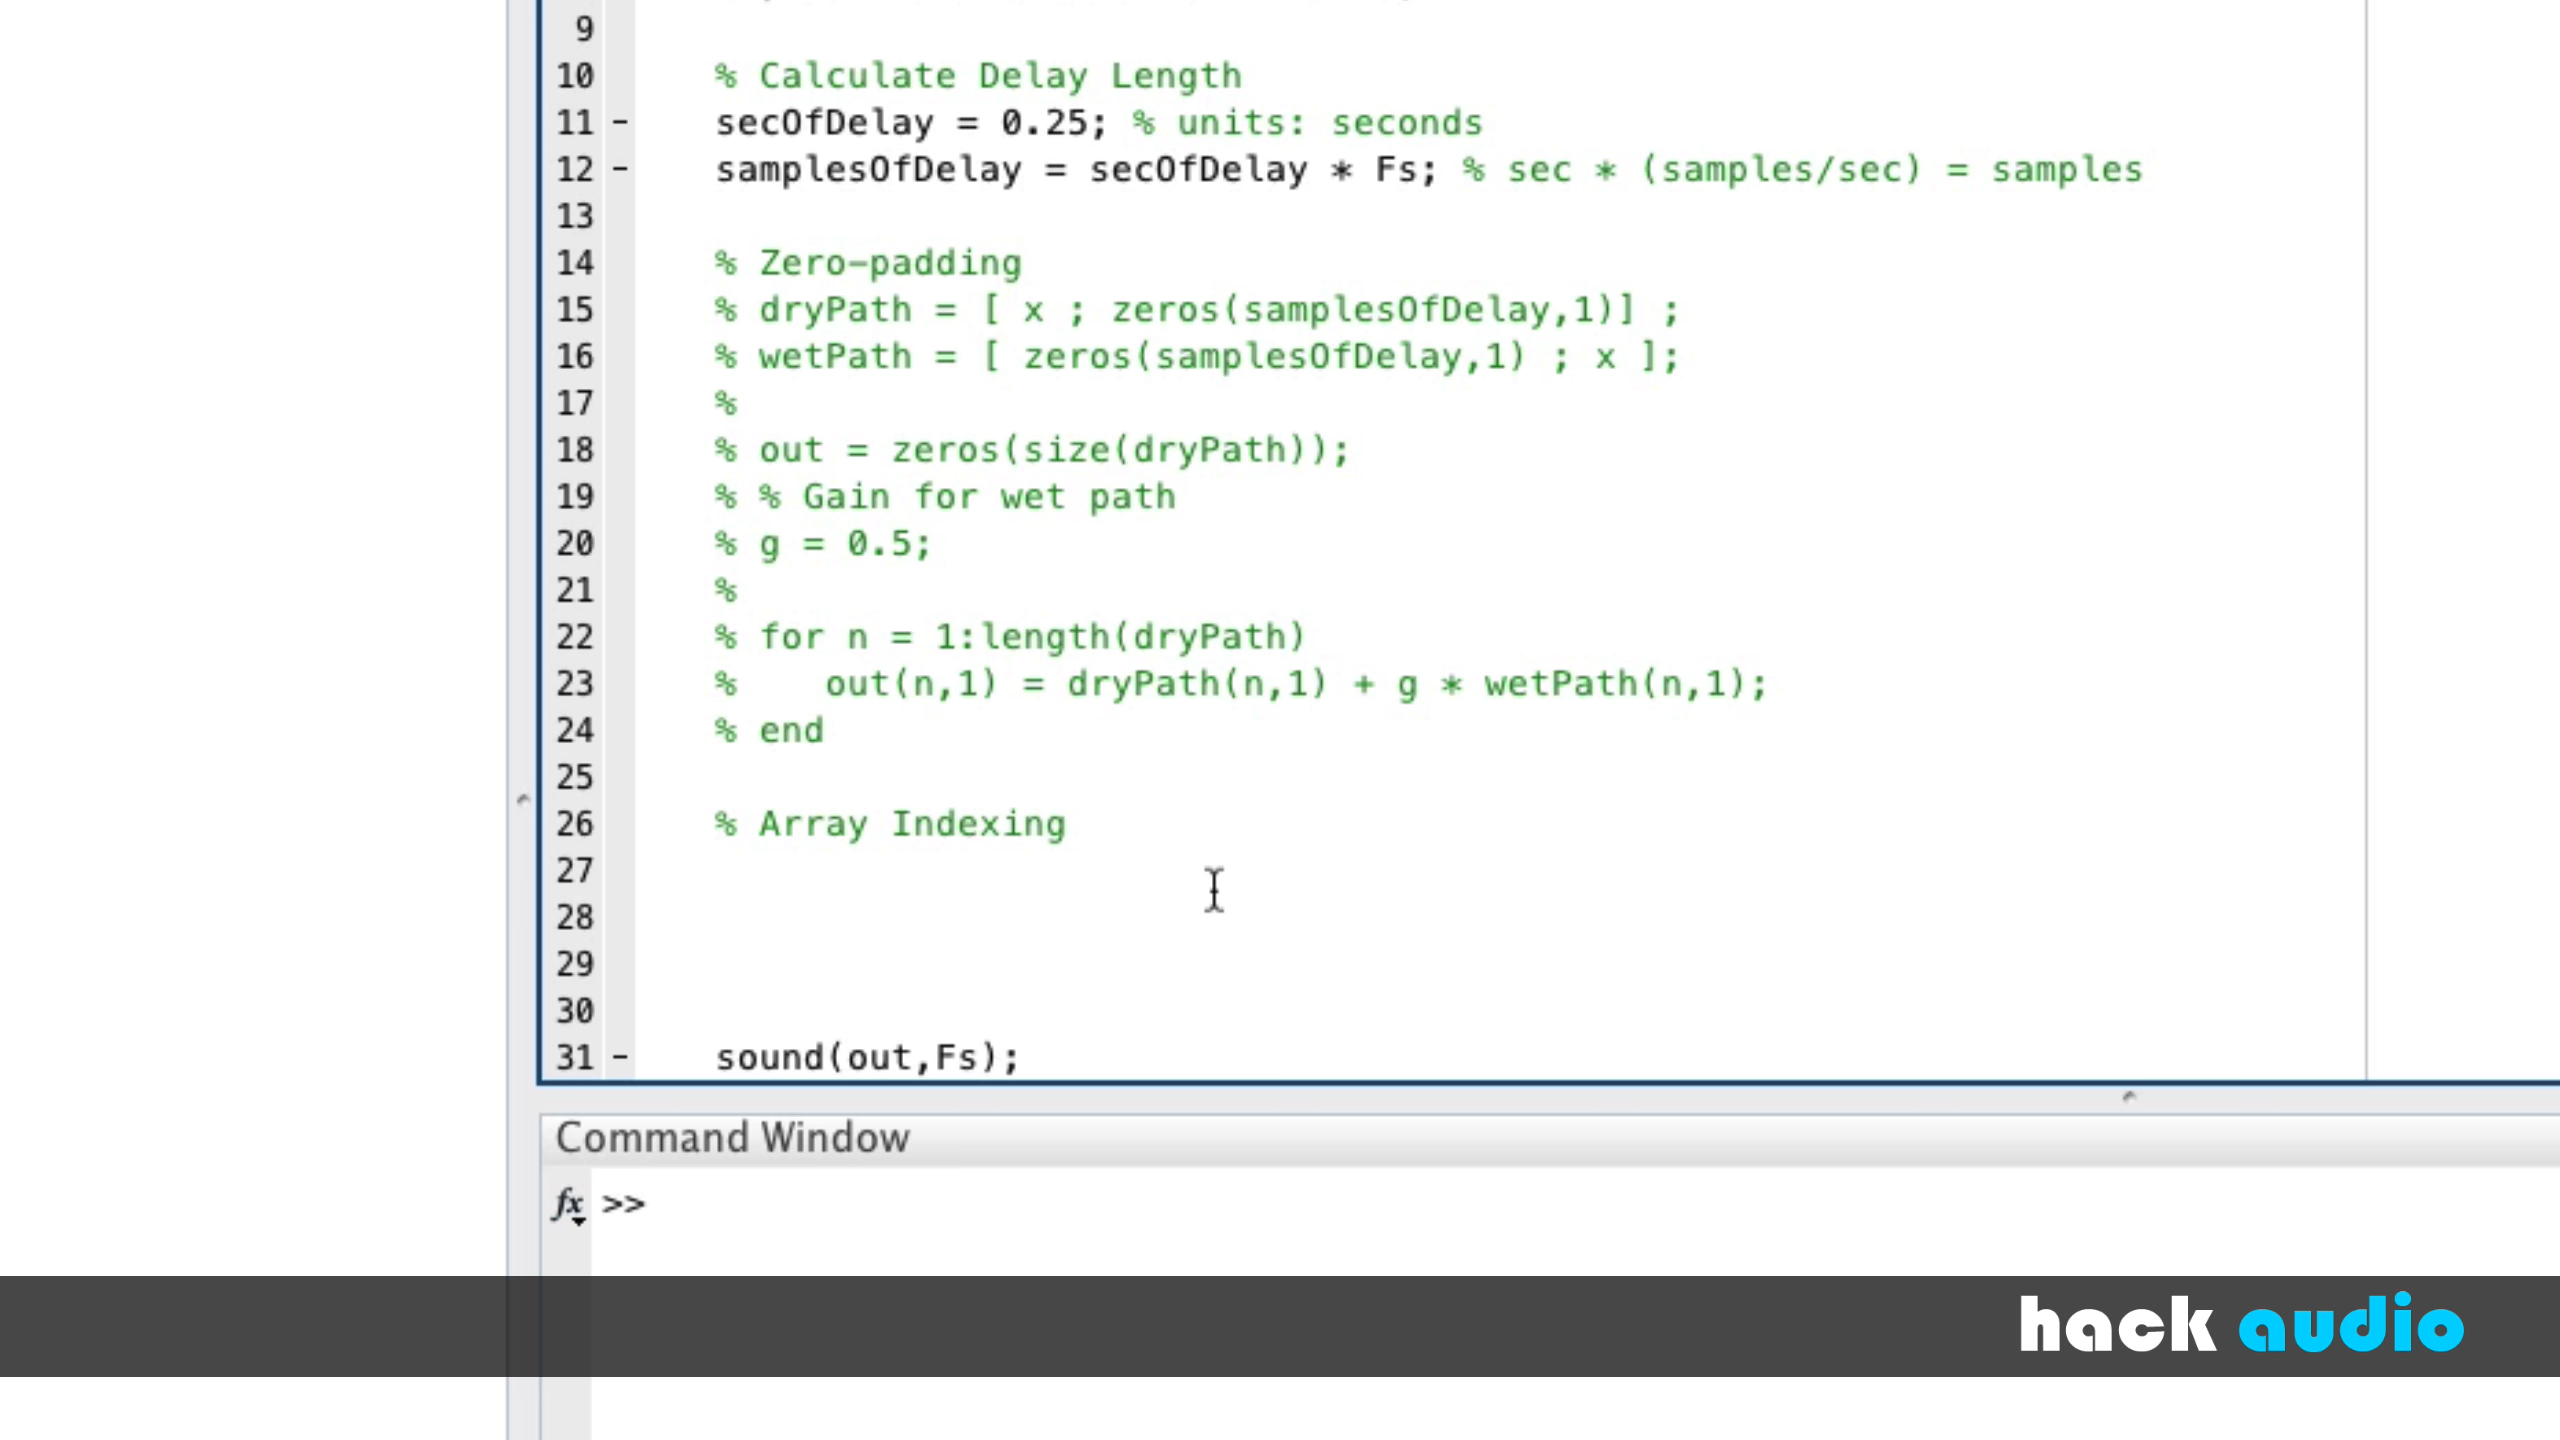 9
10 % Calculate Delay Length
11 - secOfDelay = 0.25; % units: seconds
12 - samplesOfDelay = secOfDelay * Fs; % sec * (samples/sec) = samples
13
14 % Zero-padding
15 % dryPath = [ x ; zeros(samplesOfDelay,1)] ;
16 % wetPath = [ zeros(samplesOfDelay,1) ; x ];
17 %
18 % out = zeros(size(dryPath));
19 % % Gain for wet path
20 % g = 0.5;
21 %
22 % for n = 1:length(dryPath)
23 %    out(n,1) = dryPath(n,1) + g * wetPath(n,1);
24 % end
25
26 % Array Indexing
27
28
29
30
31 - sound(out,Fs);
Command Window
fx >>
hack audio